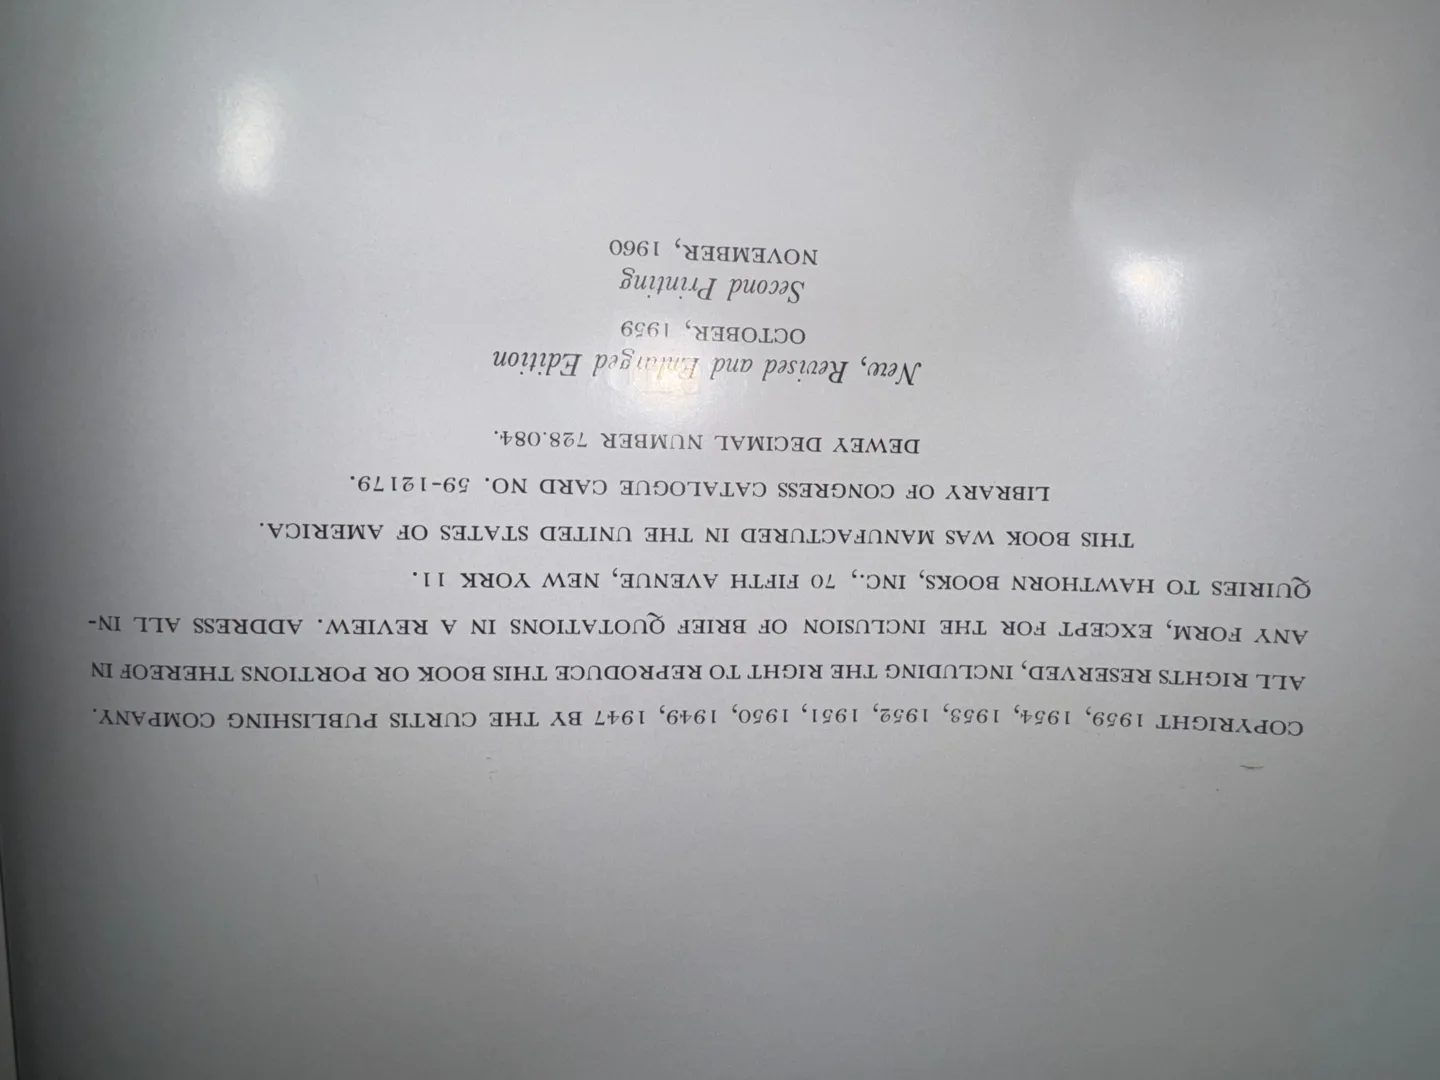 COPYRIGHT 1959, 1954, 1953, 1952, 1951, 1950, 1949, 1947 BY THE CURTIS PUBLISHING COMPANY.
ALL RIGHTS RESERVED, INCLUDING THE RIGHT TO REPRODUCE THIS BOOK OR PORTIONS THEREOF IN
ANY FORM, EXCEPT FOR THE INCLUSION OF BRIEF QUOTATIONS IN A REVIEW. ADDRESS ALL IN-
QUIRIES TO HAWTHORN BOOKS, INC., 70 FIFTH AVENUE, NEW YORK 11.
THIS BOOK WAS MANUFACTURED IN THE UNITED STATES OF AMERICA.
LIBRARY OF CONGRESS CATALOGUE CARD NO. 59-12179.
DEWEY DECIMAL NUMBER 728.084.
New, Revised and Enlarged Edition
OCTOBER, 1959
Second Printing
NOVEMBER, 1960